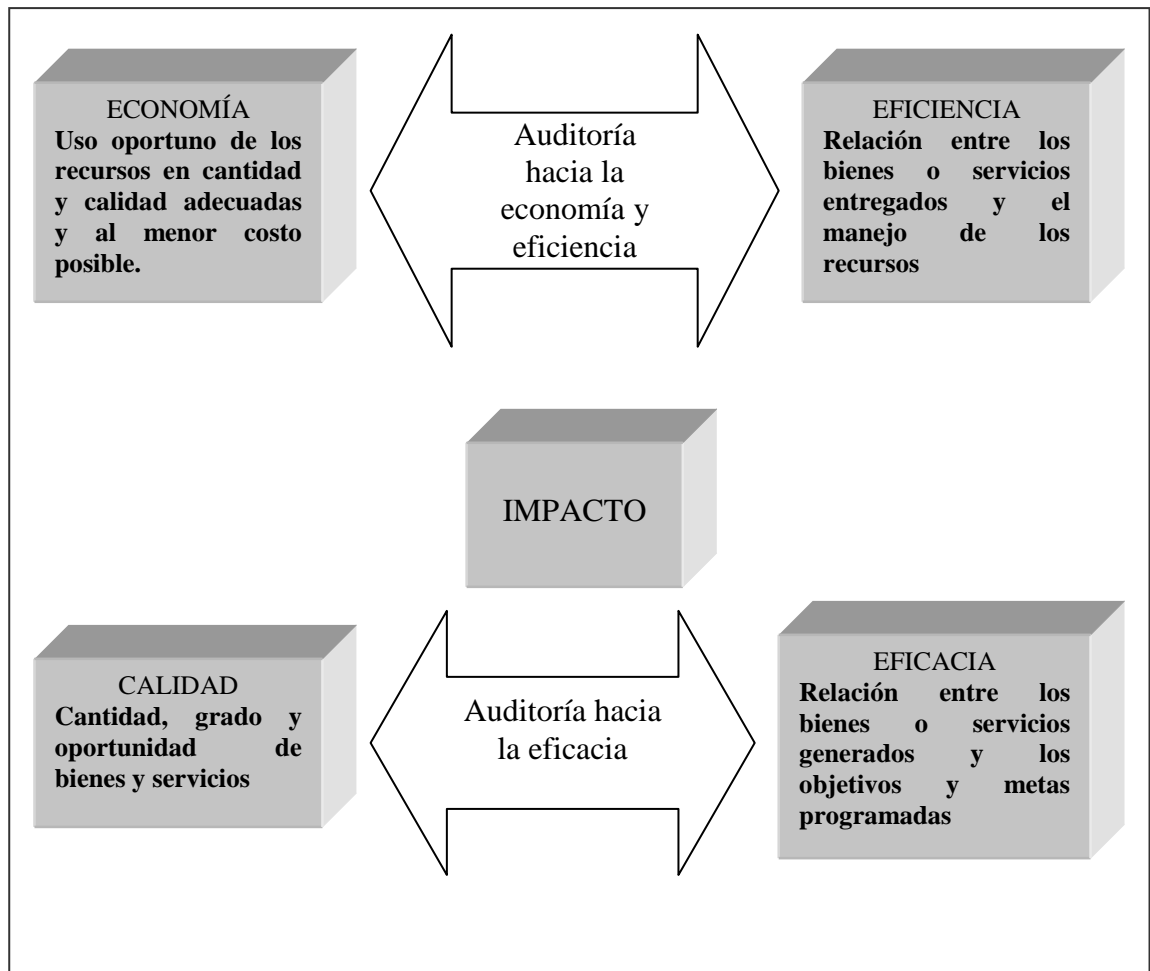 ECONOMÍA
Uso oportuno de los
recursos en cantidad
y calidad adecuadas
y al menor costo
posible.
Auditoría
hacia la
economía y
eficiencia
EFICIENCIA
Relación entre los
bienes o servicios
entregados y el
manejo de los
recursos
IMPACTO
CALIDAD
Cantidad, grado y
oportunidad de
bienes y servicios
Auditoría hacia
la eficacia
EFICACIA
Relación entre los
bienes o servicios
generados y los
objetivos y metas
programadas